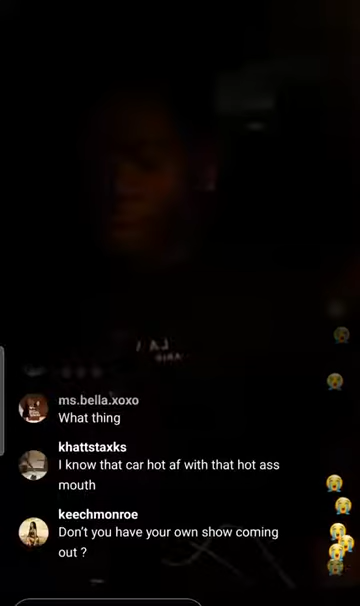 ms.bella.xoxo
What thing
khattstaxks
I know that car hot af with that hot ass
mouth
keechmonroe
Don't you have your own show coming
out ?